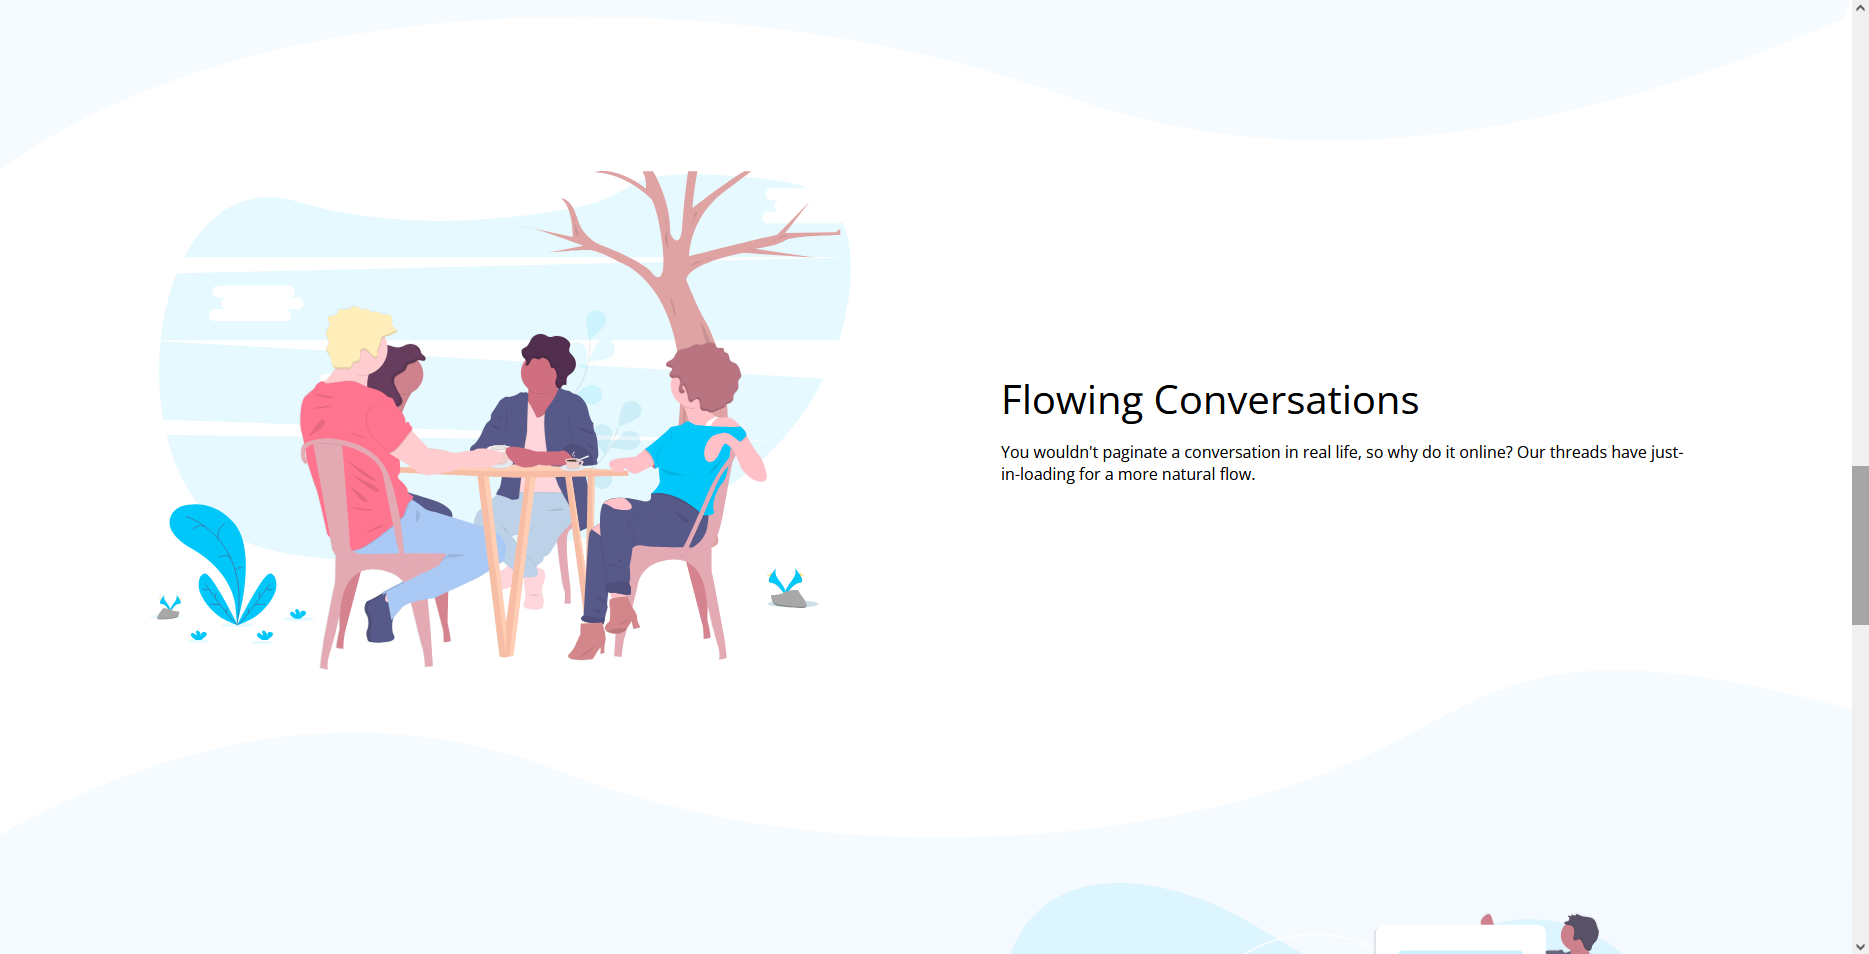 Flowing Conversations
You wouldn't paginate a conversation in real life, so why do it online? Our threads have just-
in-loading for a more natural flow.